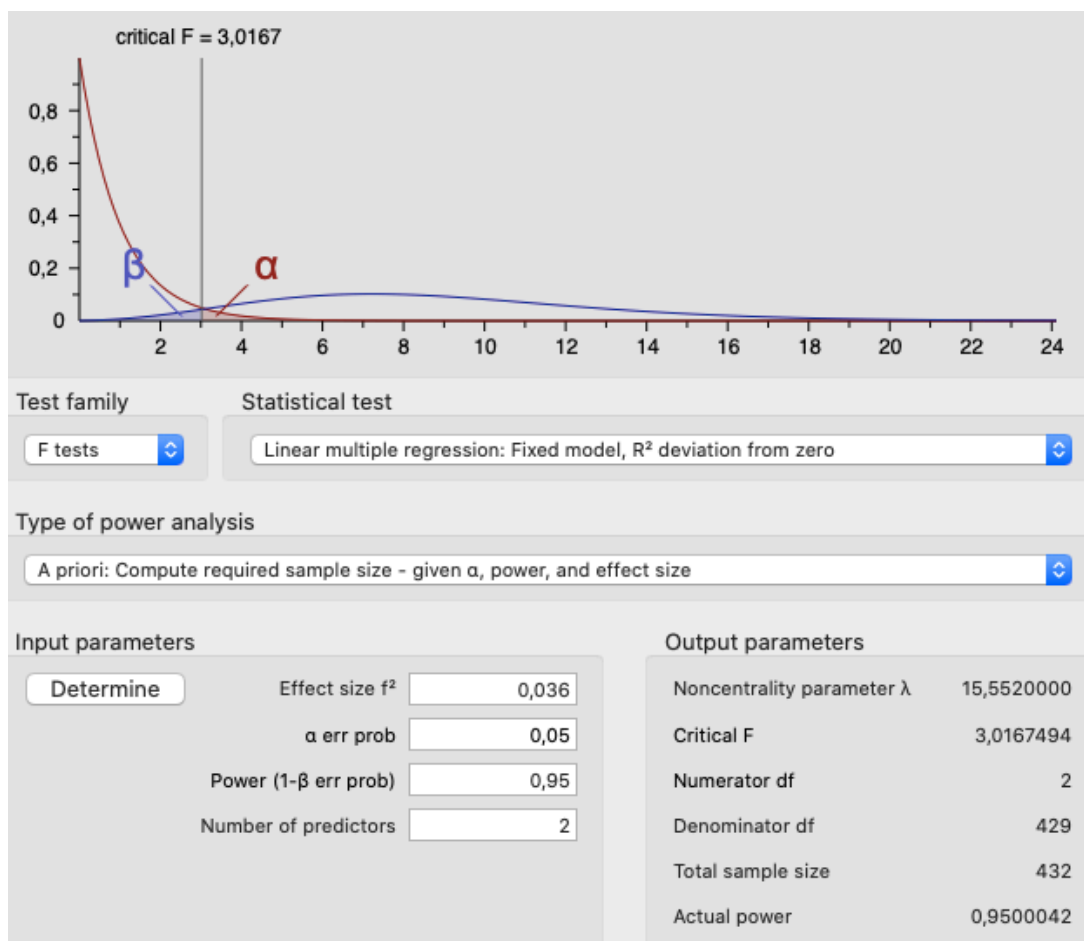 critical F = 3,0167
0,8
0,6
0,4
0,2
0
β
α
2 4 6 8 10 12 14 16 18 20 22 24
Test family
Statistical test
F tests
Linear multiple regression: Fixed model, R² deviation from zero
Type of power analysis
A priori: Compute required sample size - given α, power, and effect size
Input parameters
Determine
Effect size f² 0,036
α err prob 0,05
Power (1-β err prob) 0,95
Number of predictors 2
Output parameters
Noncentrality parameter λ 15,5520000
Critical F 3,0167494
Numerator df 2
Denominator df 429
Total sample size 432
Actual power 0,9500042